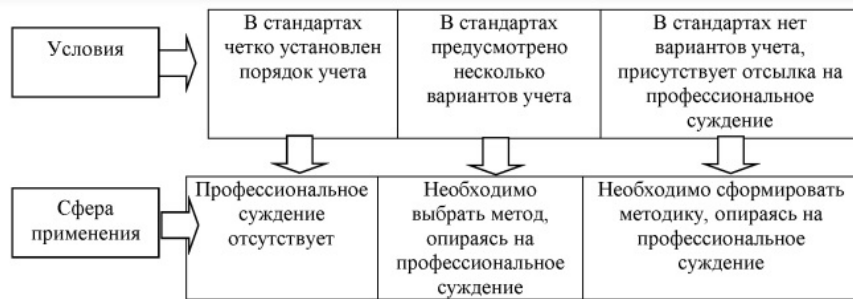 Условия
В стандартах
четко установлен
порядок учета
В стандартах
предусмотрено
несколько
вариантов учета
В стандартах нет
вариантов учета,
присутствует отсылка на
профессиональное
суждение
Сфера
применения
Профессиональное
суждение
отсутствует
Необходимо
выбрать метод,
опираясь на
профессиональное
суждение
Необходимо сформировать
методику, опираясь на
профессиональное
суждение